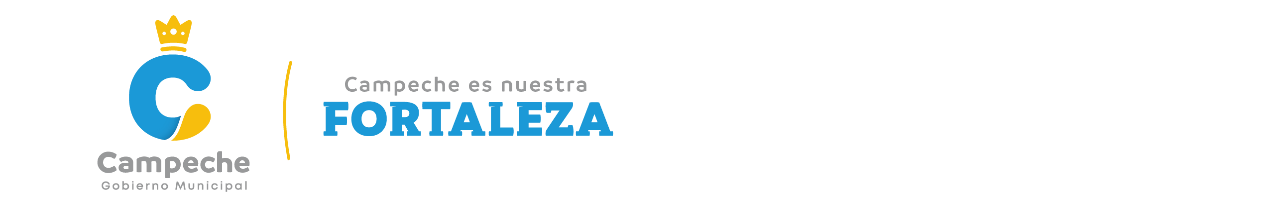 Campeche
Gobierno Municipal
Campeche es nuestra
FORTALEZA